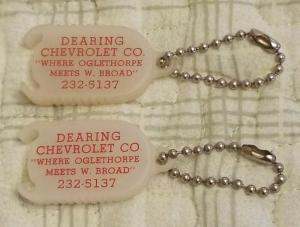 DEARING
CHEVROLET CO.
"WHERE OGLETHORPE
MEETS W. BROAD"
232-5137
DEARING
CHEVROLET CO.
"WHERE OGLETHORPE
MEETS W. BROAD"
232-5137